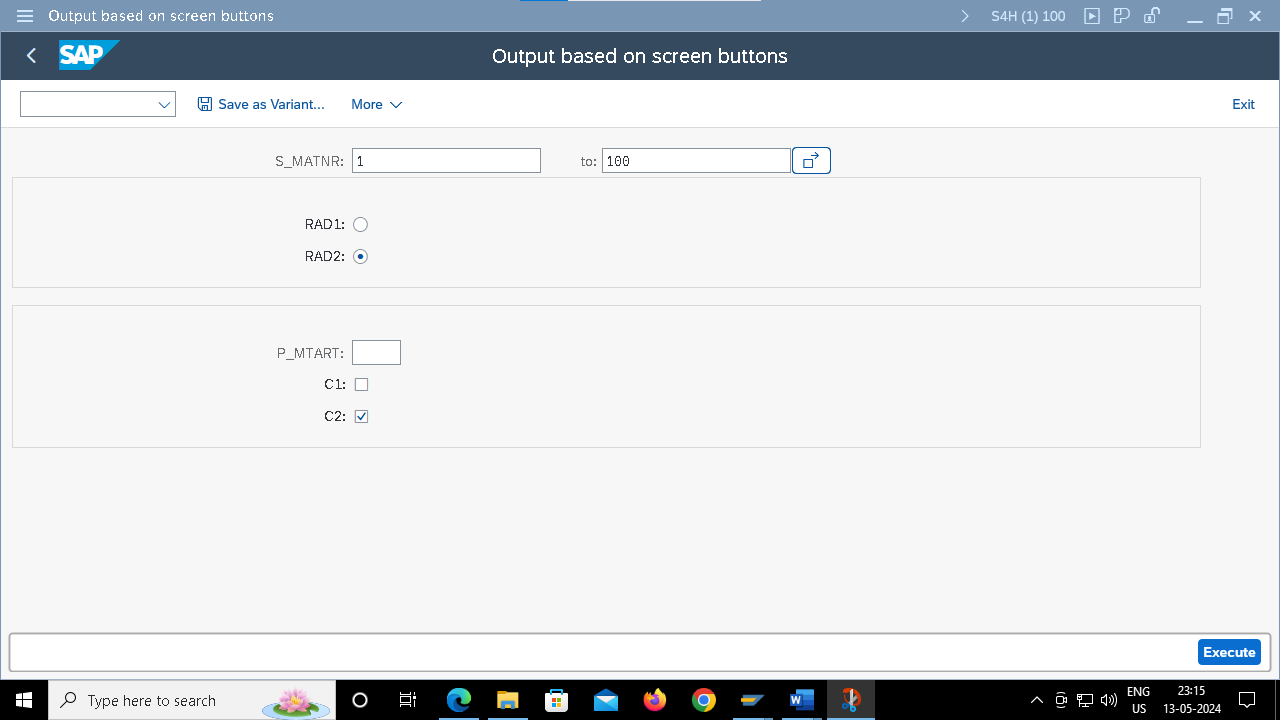 Output based on screen buttons
S4H (1) 100
SAP
Output based on screen buttons
Save as Variant...
More
Exit
S_MATNR: 1 to: 100
RAD1:
RAD2:
P_MTART:
C1:
C2:
Execute
Type here to search
ENG
US
23:15
13-05-2024